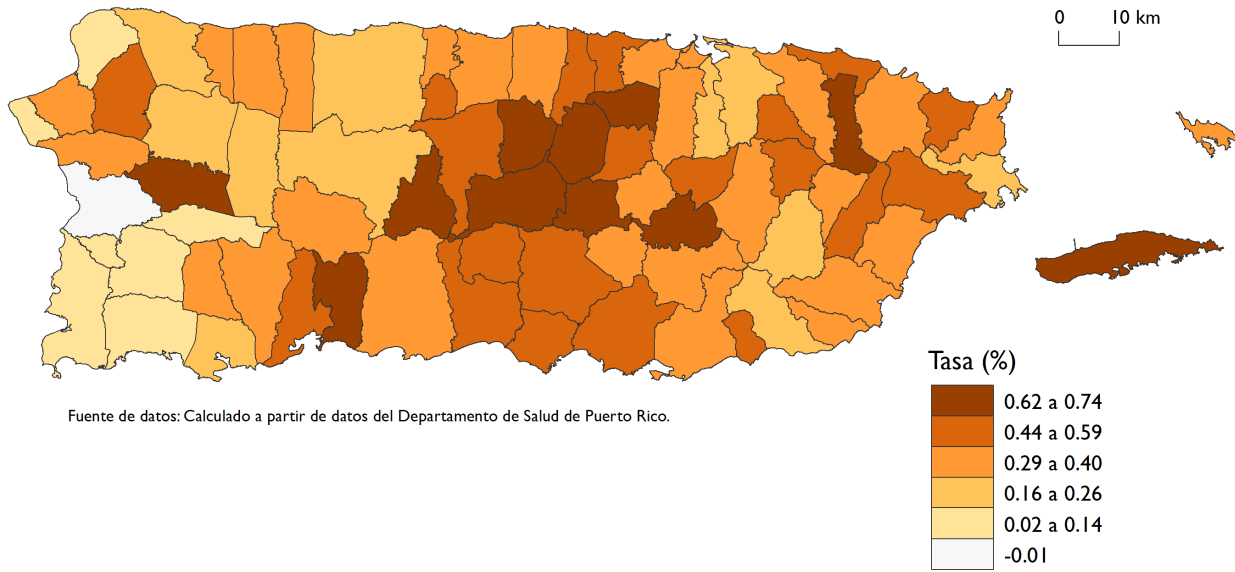 0 10 km
Tasa (%)
0.62 a 0.74
0.44 a 0.59
0.29 a 0.40
0.16 a 0.26
0.02 a 0.14
-0.01
Fuente de datos: Calculado a partir de datos del Departamento de Salud de Puerto Rico.